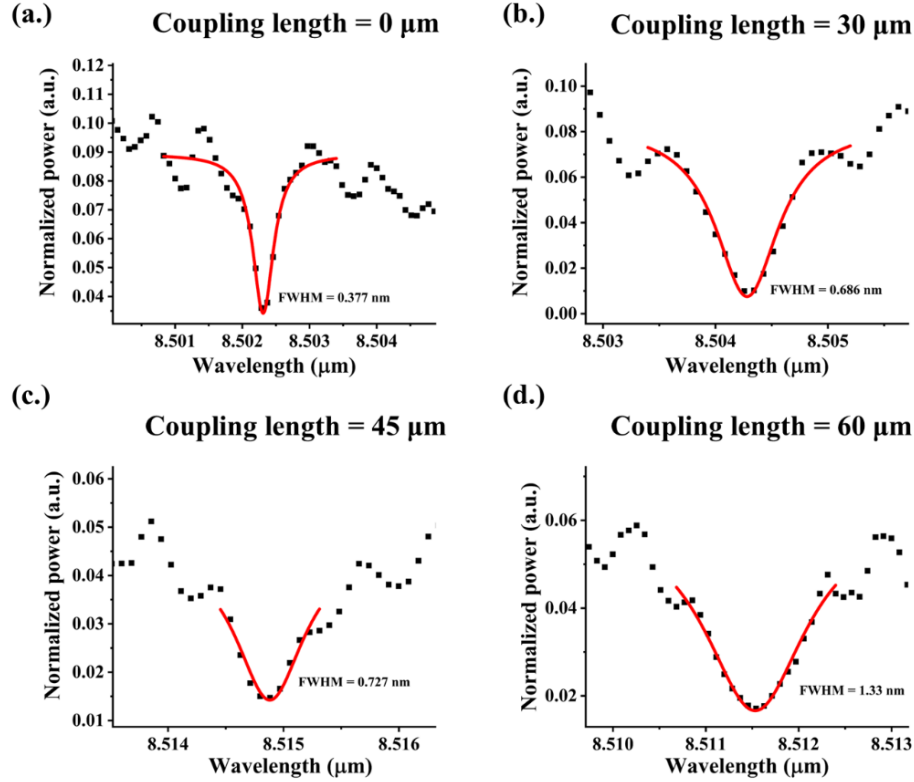 (a.)
Coupling length = 0 μm
Normalized power (a.u.)
0.12
0.11
0.10
0.09
0.08
0.07
0.06
0.05
0.04
FWHM = 0.377 nm
8.501 8.502 8.503 8.504
Wavelength (μm)
(b.)
Coupling length = 30 μm
Normalized power (a.u.)
0.10
0.08
0.06
0.04
0.02
0.00
FWHM = 0.686 nm
8.503 8.504 8.505
Wavelength (μm)
(c.)
Coupling length = 45 μm
Normalized power (a.u.)
0.06
0.05
0.04
0.03
0.02
0.01
FWHM = 0.727 nm
8.514 8.515 8.516
Wavelength (μm)
(d.)
Coupling length = 60 μm
Normalized power (a.u.)
0.06
0.04
0.02
FWHM = 1.33 nm
8.510 8.511 8.512 8.513
Wavelength (μm)